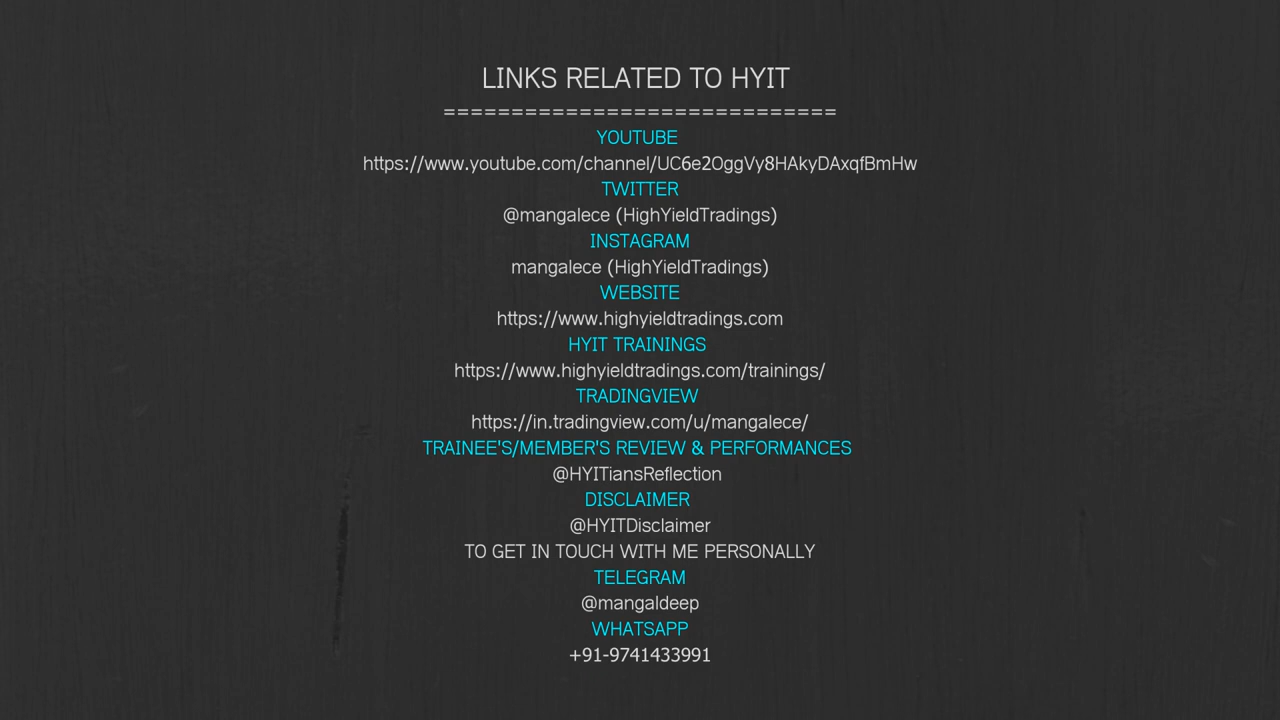 LINKS RELATED TO HYIT
=============================
YOUTUBE
https://www.youtube.com/channel/UC6e2OggVy8HAkyDAxqfBmHw
TWITTER
@mangalece (HighYieldTradings)
INSTAGRAM
mangalece (HighYieldTradings)
WEBSITE
https://www.highyieldtradings.com
HYIT TRAININGS
https://www.highyieldtradings.com/trainings/
TRADINGVIEW
https://in.tradingview.com/u/mangalece/
TRAINEE'S/MEMBER'S REVIEW & PERFORMANCES
@HYITiansReflection
DISCLAIMER
@HYITDisclaimer
TO GET IN TOUCH WITH ME PERSONALLY
TELEGRAM
@mangaldeep
WHATSAPP
+91-9741433991